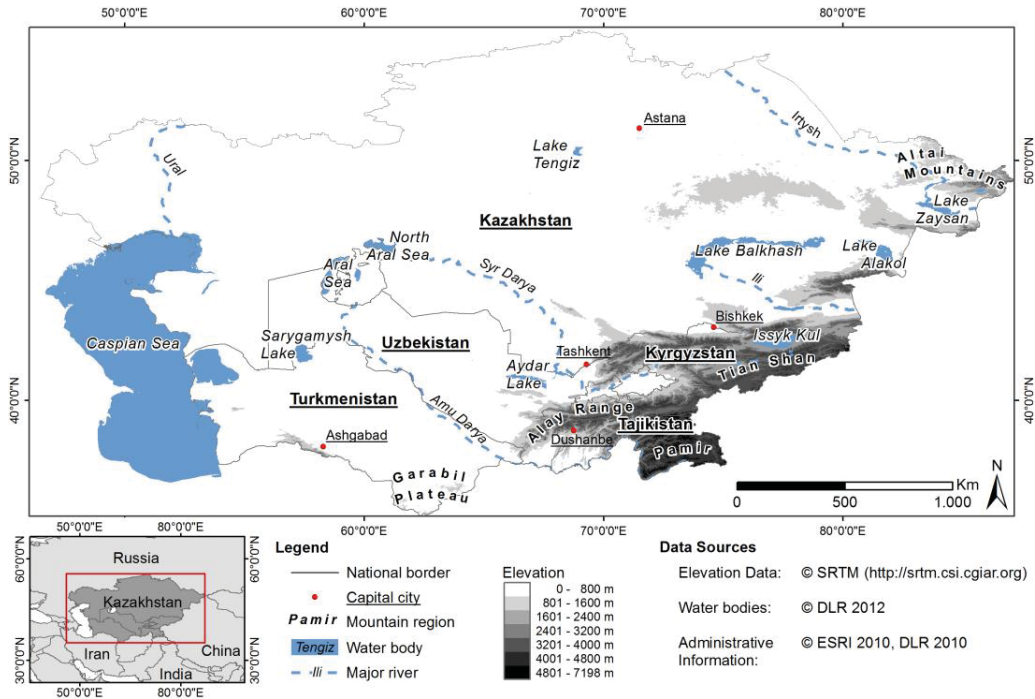 60°0'0"E
70°0'0"E
80°0'0"E
50°0'0"N
40°0'0"N
Astana
Irtysh
Lake
Tengiz
Altai
Mountains
Ural
Lake
Zaysan
Kazakhstan
North
Aral Sea
Aral
Sea
Syr Darya
Lake Balkhash
Lake
Alakol
Ili
Bishkek
Issyk Kul
Caspian Sea
Sarygamysh
Lake
Uzbekistan
Tashkent
Kyrgyzstan
Tian Shan
Aydar
Lake
Turkmenistan
Amu Darya
Alay Range
Tajikistan
Ashgabad
Dushanbe
Pamir
Garabil
Plateau
Km
0 500 1.000
N
50°0'0"N
40°0'0"N
60°0'0"E
70°0'0"E
80°0'0"E
50°0'0"E
80°0'0"E
60°0'0"N
30°0'0"N
Russia
Kazakhstan
Iran
China
India
60°0'0"N
30°0'0"N
50°0'0"E
80°0'0"E
Legend
National border
Capital city
Pamir Mountain region
Tengiz Water body
Ili Major river
Elevation
0 - 800 m
801 - 1600 m
1601 - 2400 m
2401 - 3200 m
3201 - 4000 m
4001 - 4800 m
4801 - 7198 m
Data Sources
Elevation Data: © SRTM (http://srtm.csi.cgiar.org)
Water bodies: © DLR 2012
Administrative © ESRI 2010, DLR 2010
Information: